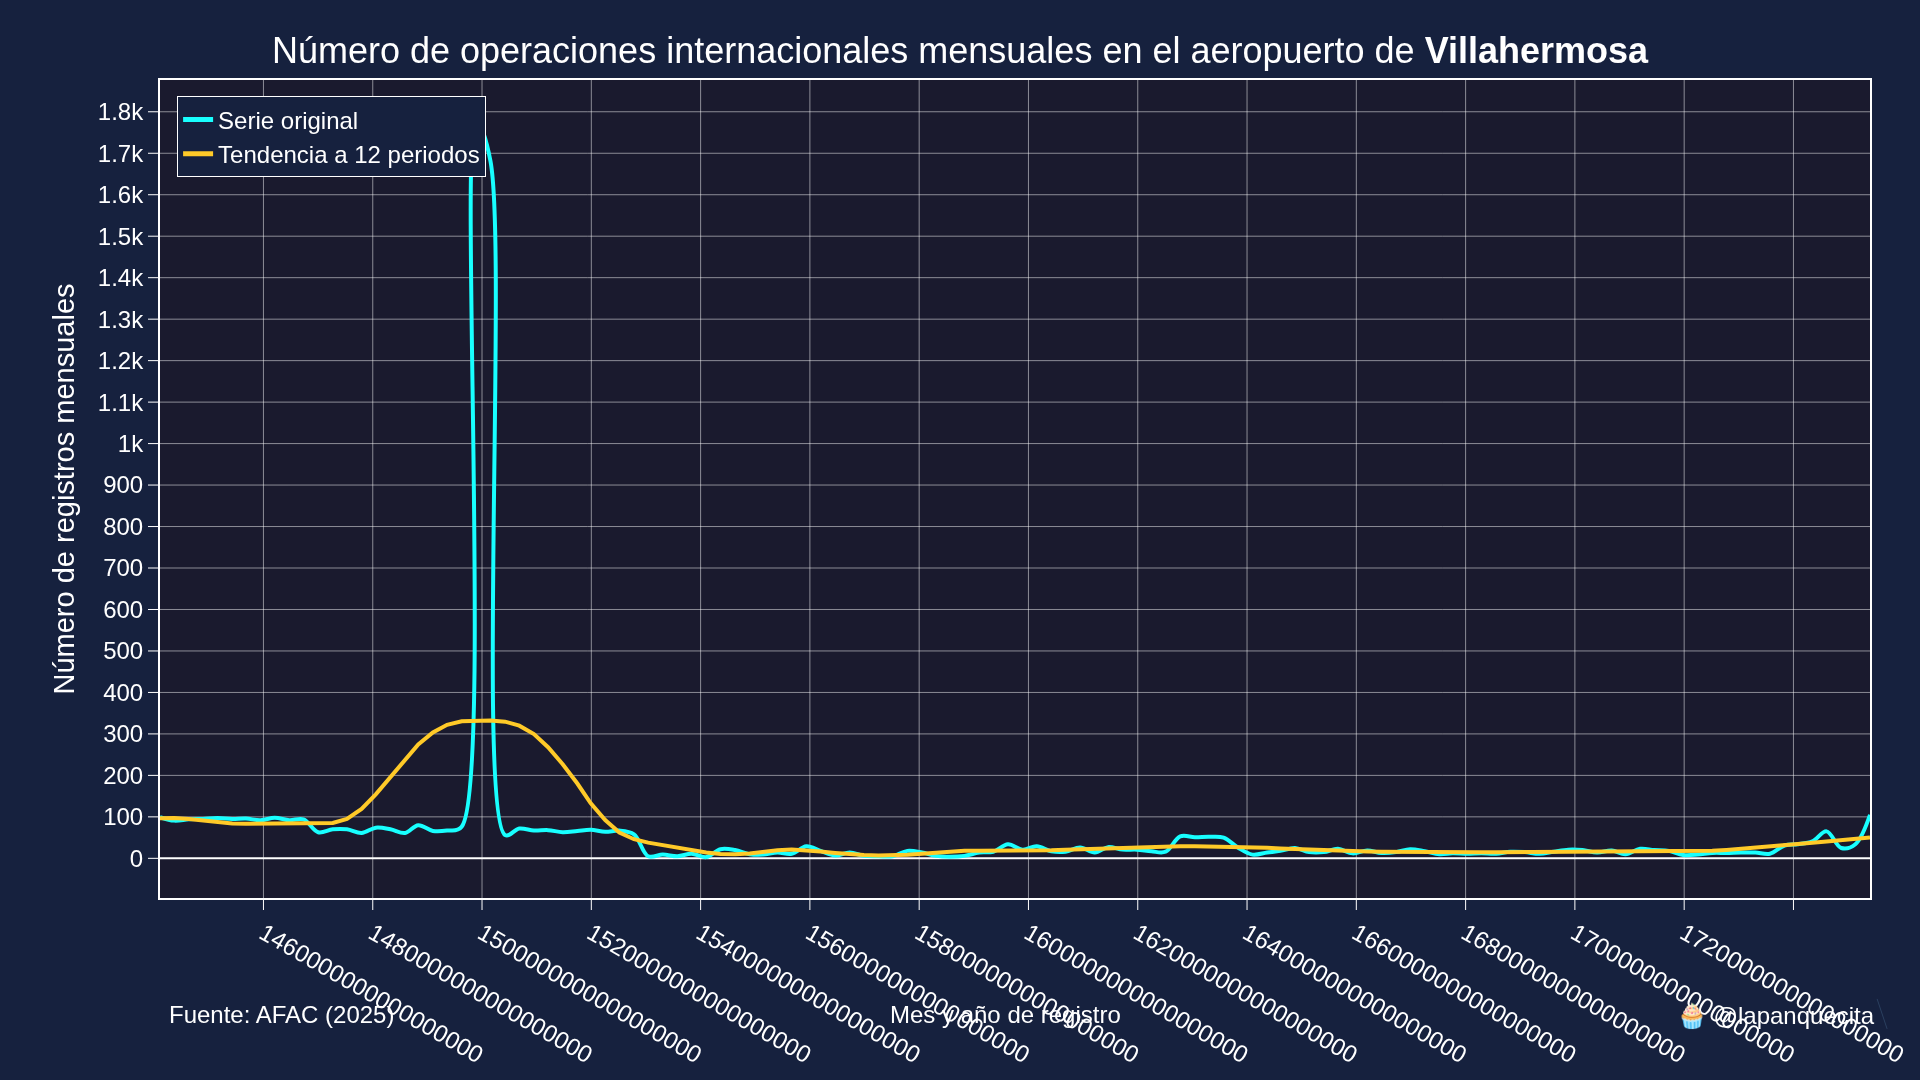 Número de operaciones internacionales mensuales en el aeropuerto de Villahermosa
Serie original
Tendencia a 12 periodos
1.8k
1.7k
1.6k
1.5k
1.4k
1.3k
1.2k
1.1k
1k
900
800
700
600
500
400
300
200
100
0
Número de registros mensuales
1460000000000000000
1480000000000000000
1500000000000000000
1520000000000000000
1540000000000000000
1560000000000000000
1580000000000000000
1600000000000000000
1620000000000000000
1640000000000000000
1660000000000000000
1680000000000000000
1700000000000000000
1720000000000000000
Fuente: AFAC (2025)
Mes y año de registro
🧁 @lapanquecita